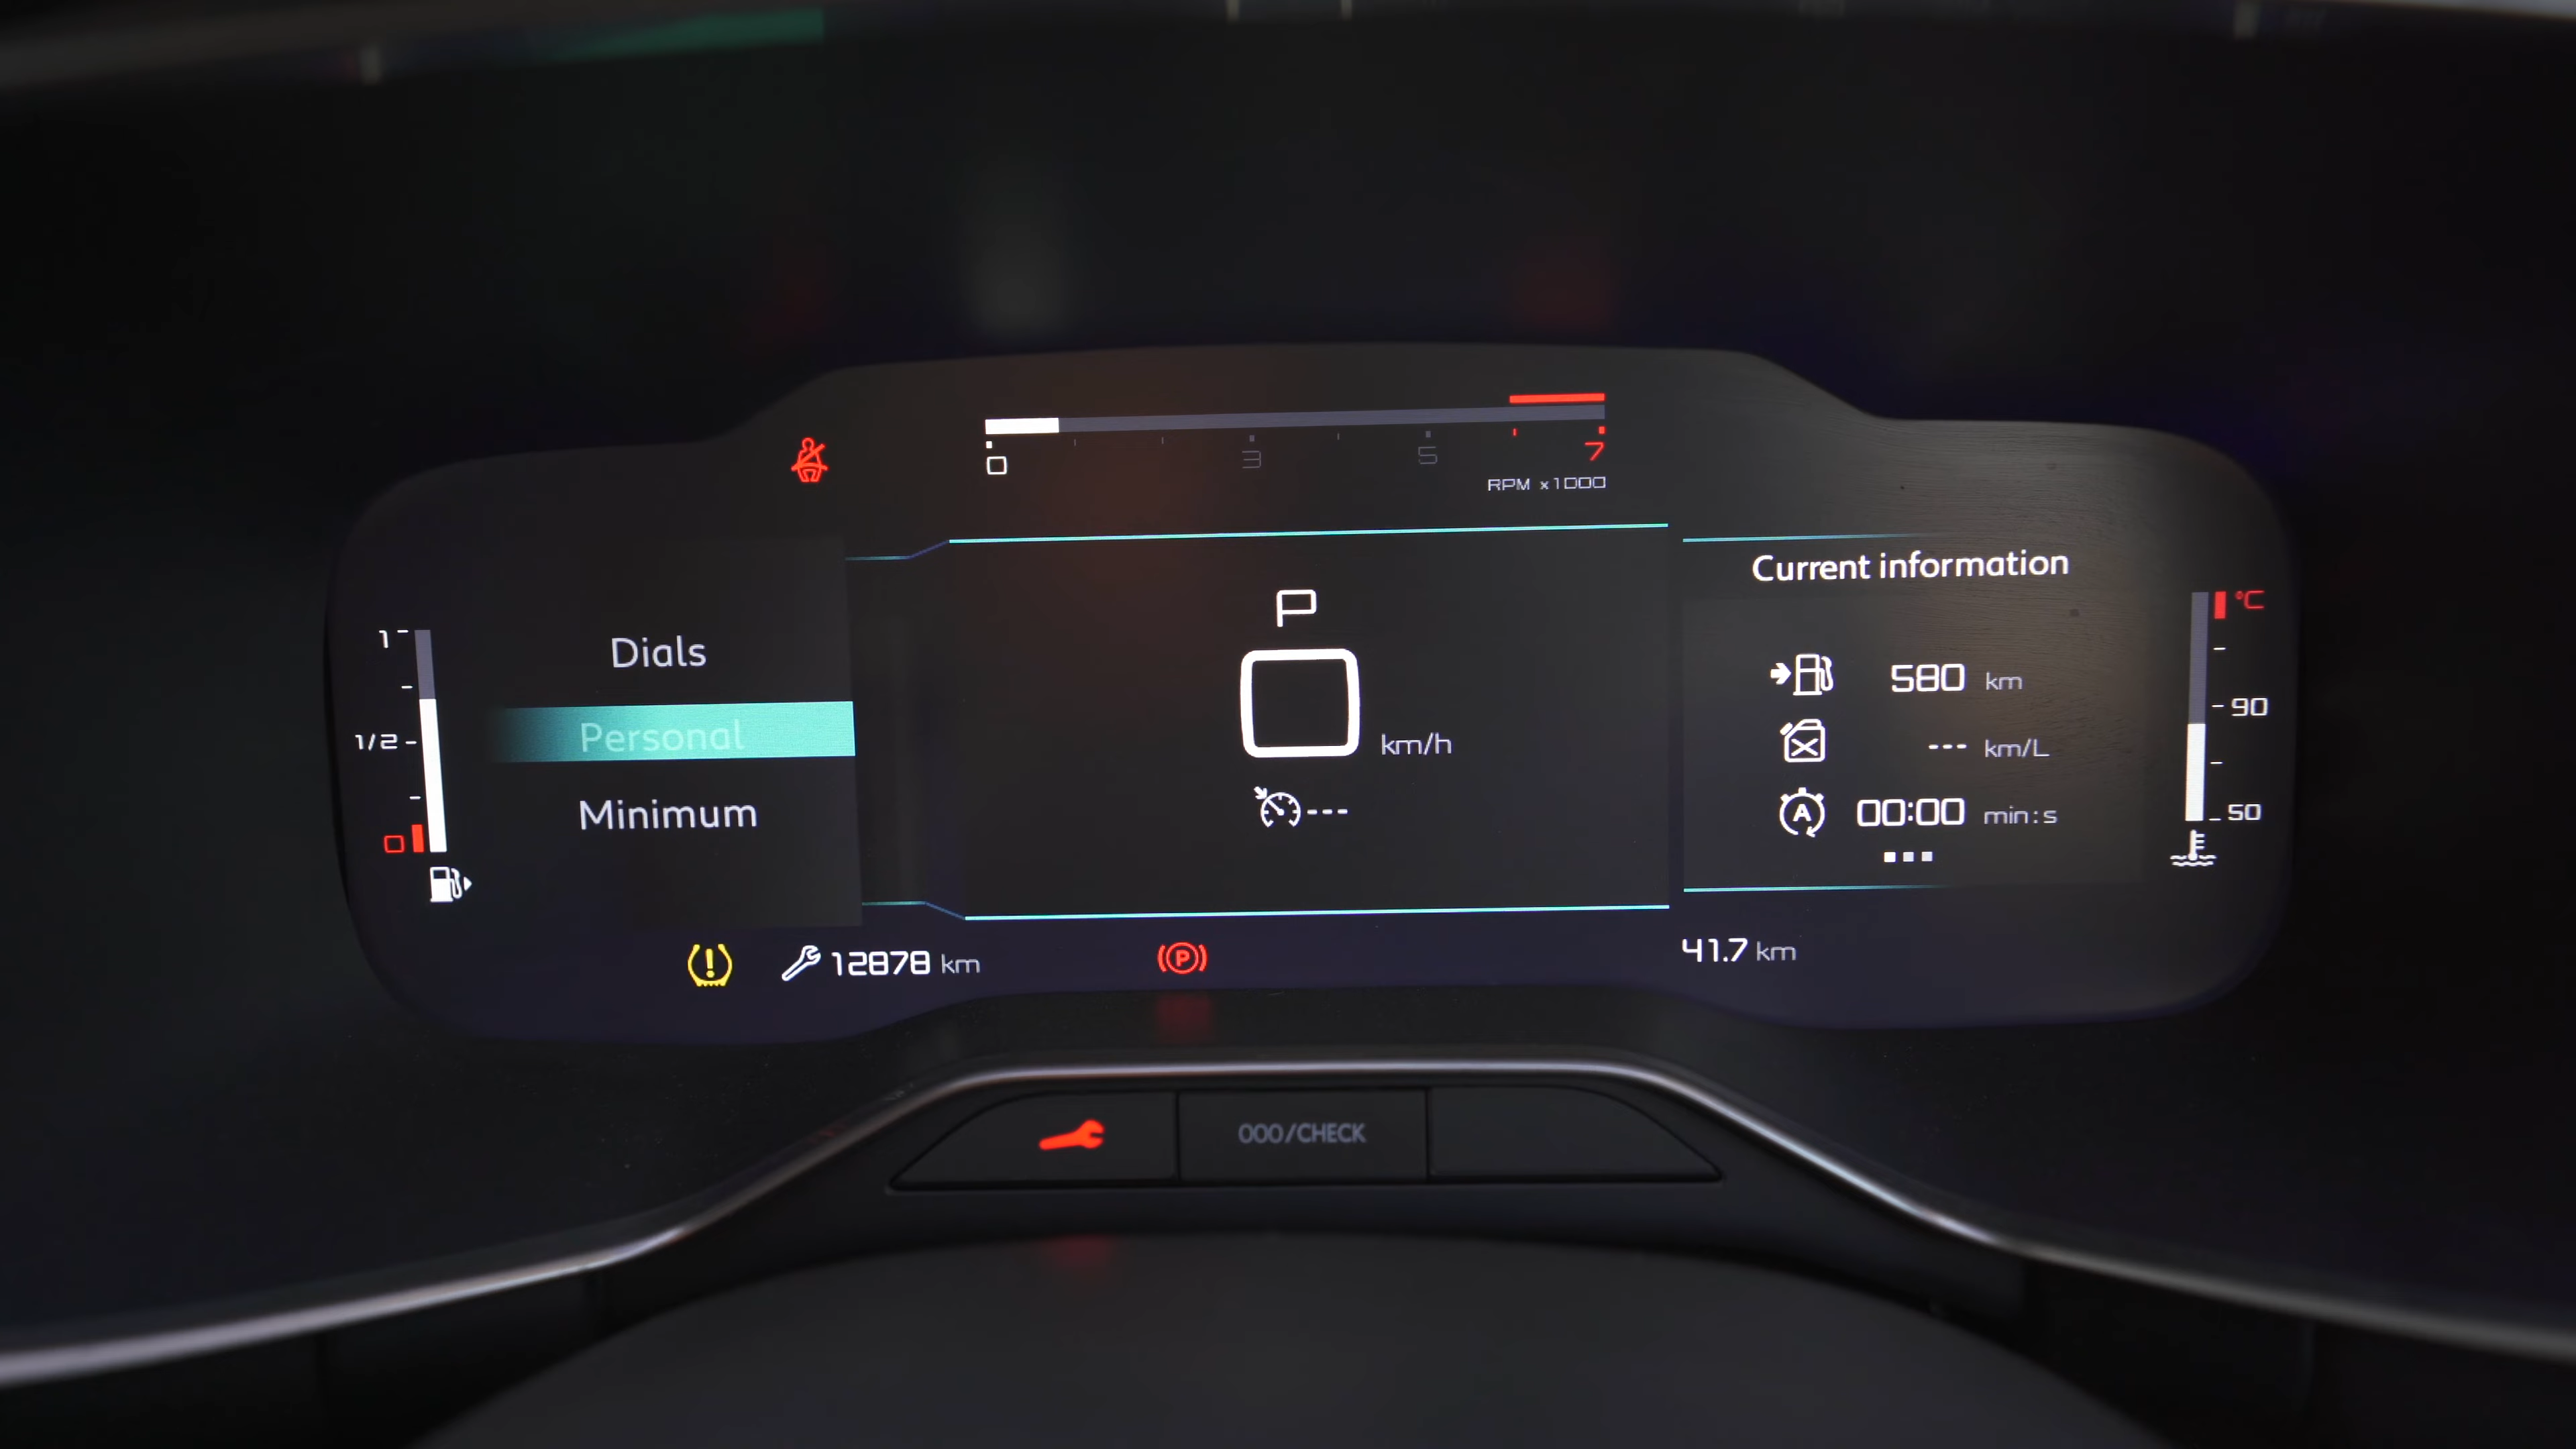 0 3 5 7
RPM x1000
1
1/2
0
Dials
Personal
Minimum
P
0 km/h
---
Current information
580 km
--- km/L
A 00:00 min:s
°C
90
50
12878 km
P
41.7 km
000/CHECK